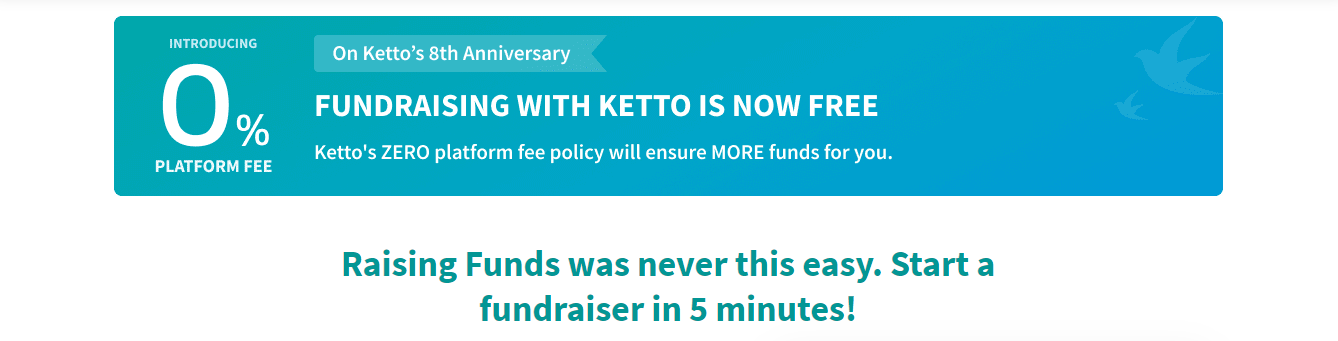 INTRODUCING
0%
PLATFORM FEE
On Ketto’s 8th Anniversary
FUNDRAISING WITH KETTO IS NOW FREE
Ketto's ZERO platform fee policy will ensure MORE funds for you.
Raising Funds was never this easy. Start a
fundraiser in 5 minutes!